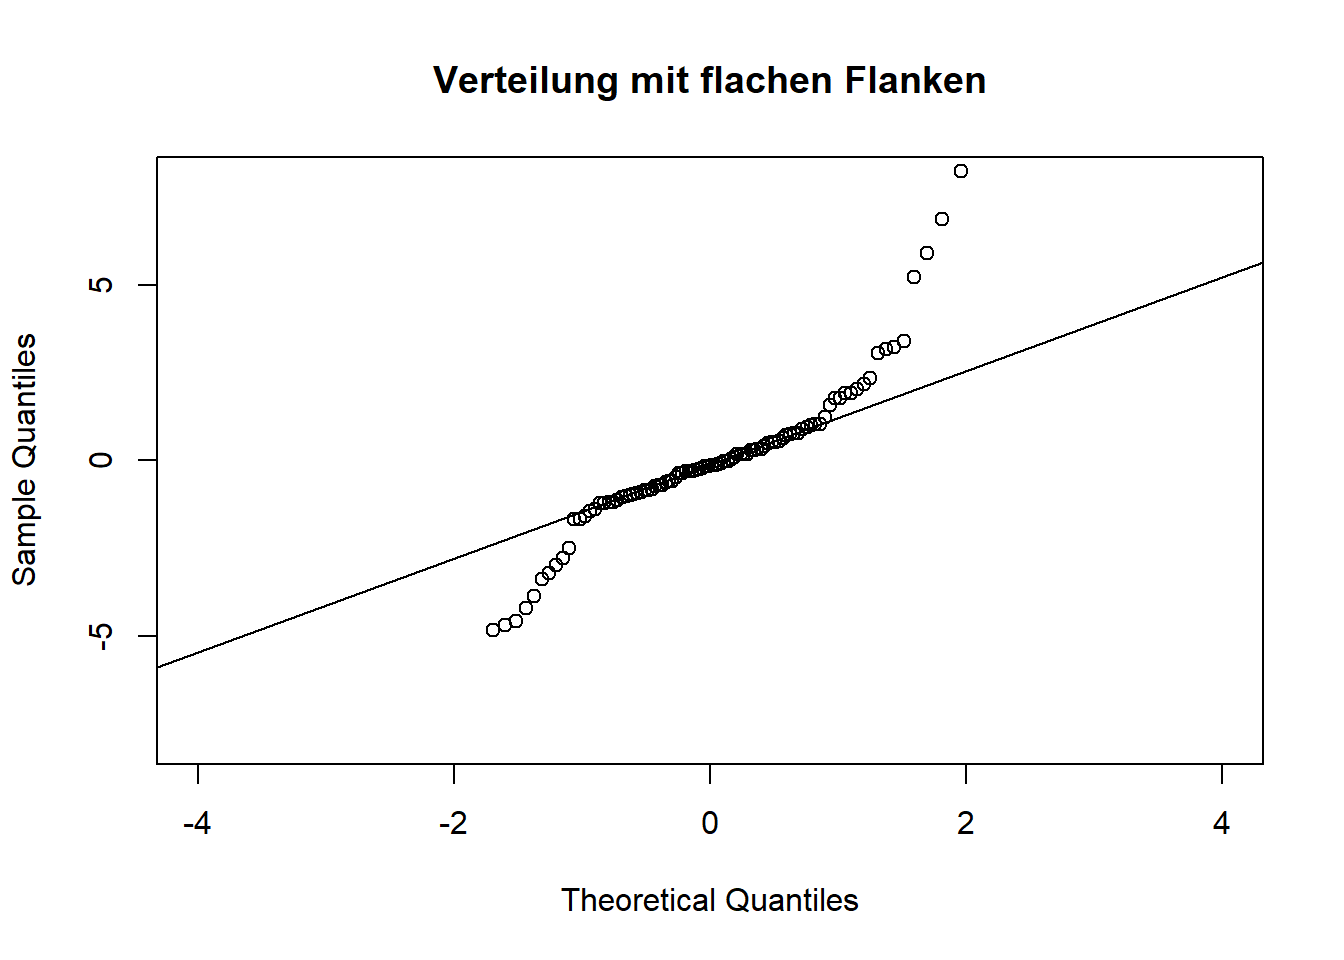 Verteilung mit flachen Flanken
Sample Quantiles
5
0
-5
-4 -2 0 2 4
Theoretical Quantiles